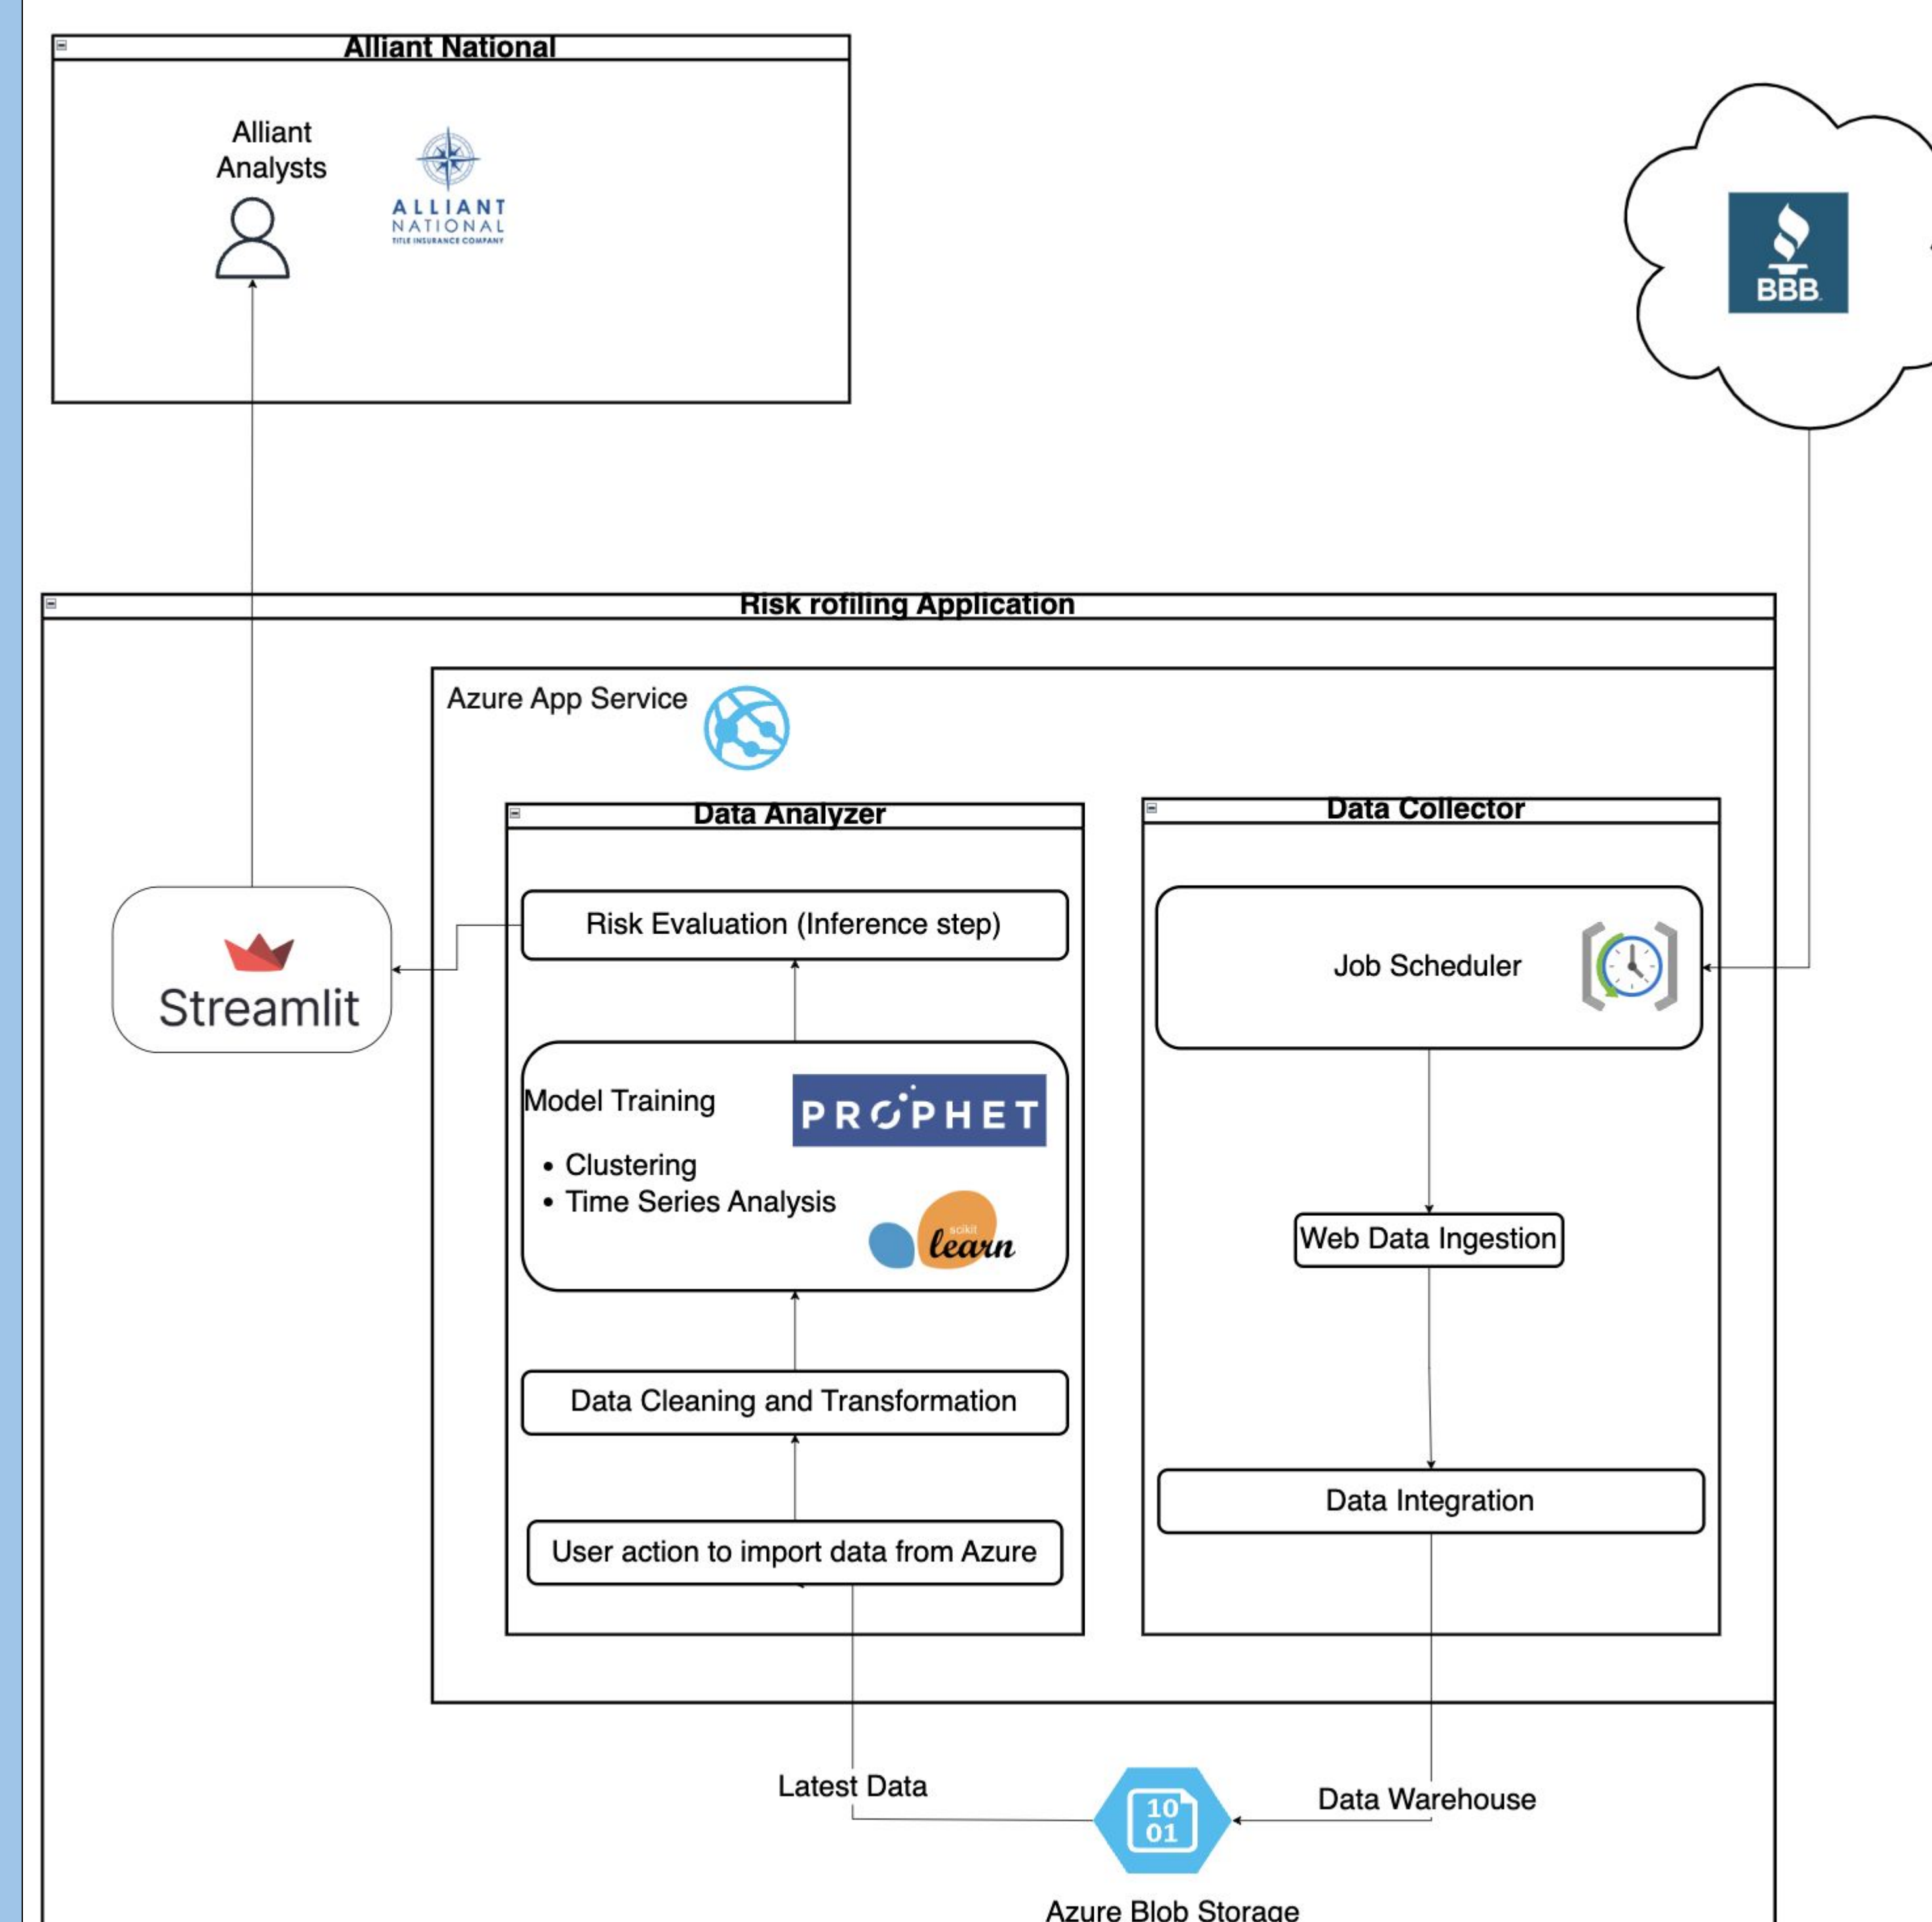 Alliant National
Alliant
Analysts
ALLIANT
NATIONAL
TITLE INSURANCE COMPANY
BBB
Risk rofiling Application
Azure App Service
Data Analyzer
Risk Evaluation (Inference step)
Model Training
PROPHET
• Clustering
• Time Series Analysis
scikit
learn
Data Cleaning and Transformation
User action to import data from Azure
Data Collector
Job Scheduler
Web Data Ingestion
Data Integration
Streamlit
Latest Data
10
01
Data Warehouse
Azure Blob Storage